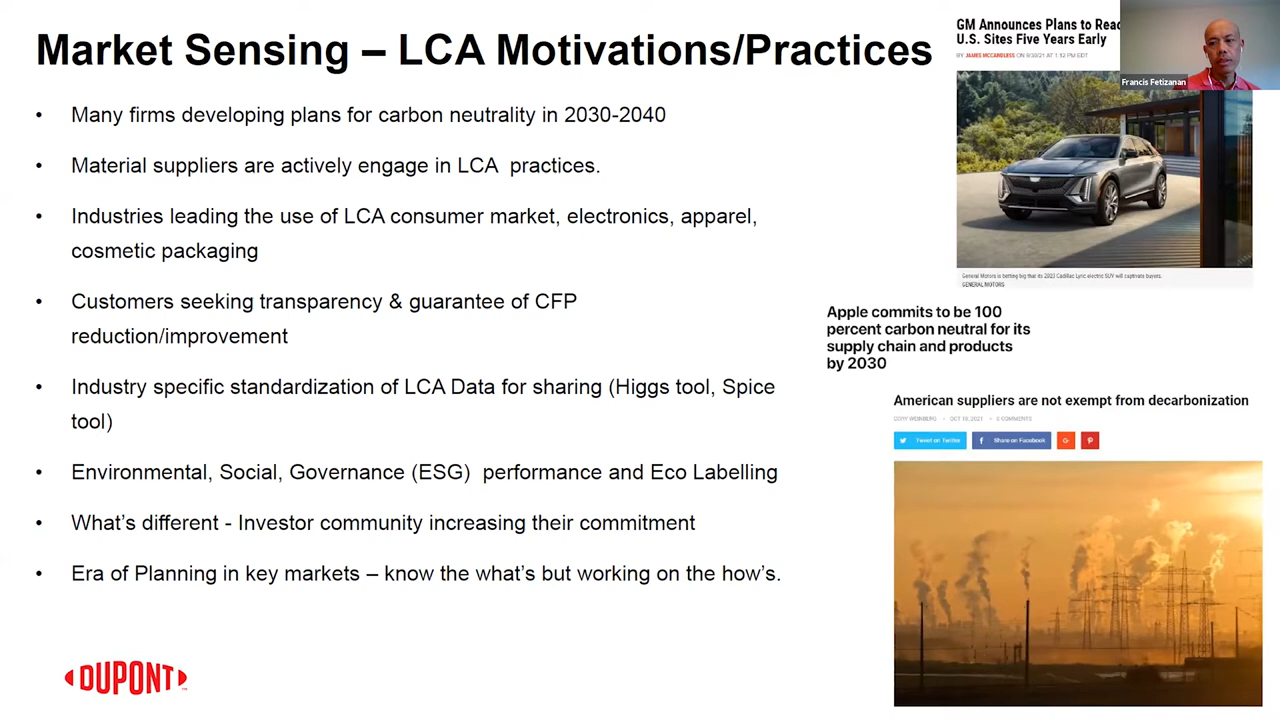 Market Sensing – LCA Motivations/Practices
• Many firms developing plans for carbon neutrality in 2030-2040
• Material suppliers are actively engage in LCA  practices.
• Industries leading the use of LCA consumer market, electronics, apparel,
cosmetic packaging
• Customers seeking transparency & guarantee of CFP
reduction/improvement
• Industry specific standardization of LCA Data for sharing (Higgs tool, Spice
tool)
• Environmental, Social, Governance (ESG)  performance and Eco Labelling
• What’s different - Investor community increasing their commitment
• Era of Planning in key markets – know the what’s but working on the how’s.
DUPONT
GM Announces Plans to Reac
U.S. Sites Five Years Early
BY JAMES MCCANDLESS ON 9/30/21 AT 1:12 PM EDT
Francis Fetizanan
General Motors is betting big that its 2023 Cadillac Lyriq electric SUV will captivate buyers.
GENERAL MOTORS
Apple commits to be 100
percent carbon neutral for its
supply chain and products
by 2030
American suppliers are not exempt from decarbonization
CORY WEINBERG - OCT 14, 2021 - 0 COMMENTS
Tweet on Twitter
Share on Facebook